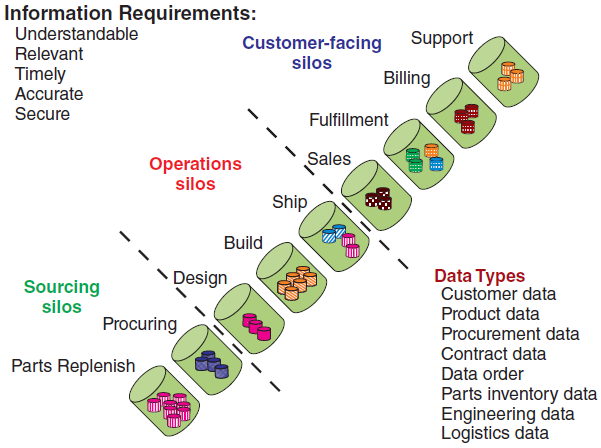 Information Requirements:
Understandable
Relevant
Timely
Accurate
Secure
Customer-facing
silos
Support
Billing
Fulfillment
Sales
Operations
silos
Ship
Build
Design
Sourcing
silos
Procuring
Parts Replenish
Data Types
Customer data
Product data
Procurement data
Contract data
Data order
Parts inventory data
Engineering data
Logistics data